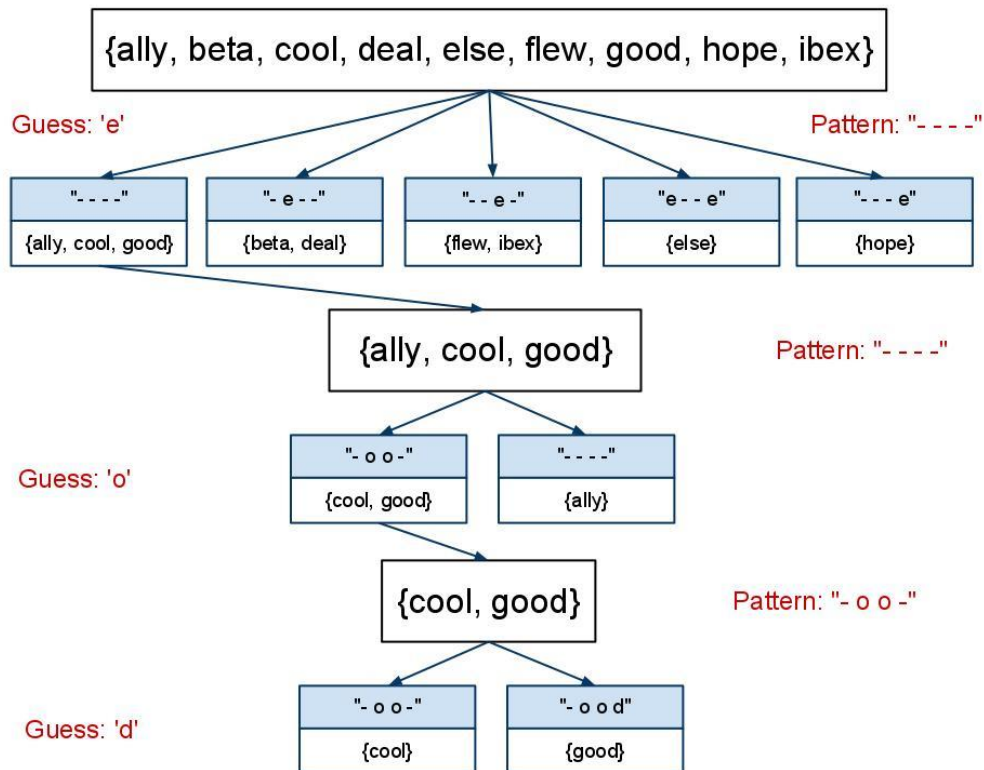 {ally, beta, cool, deal, else, flew, good, hope, ibex}
Guess: 'e'
Pattern: "- - - -"
"- - - -"
"- e - -"
"- - e -"
"e - - e"
"- - - e"
{ally, cool, good}
{beta, deal}
{flew, ibex}
{else}
{hope}
{ally, cool, good}
Pattern: "- - - -"
"- o o -"
"- - - -"
Guess: 'o'
{cool, good}
{ally}
{cool, good}
Pattern: "- o o -"
"- o o -"
"- o o d"
Guess: 'd'
{cool}
{good}